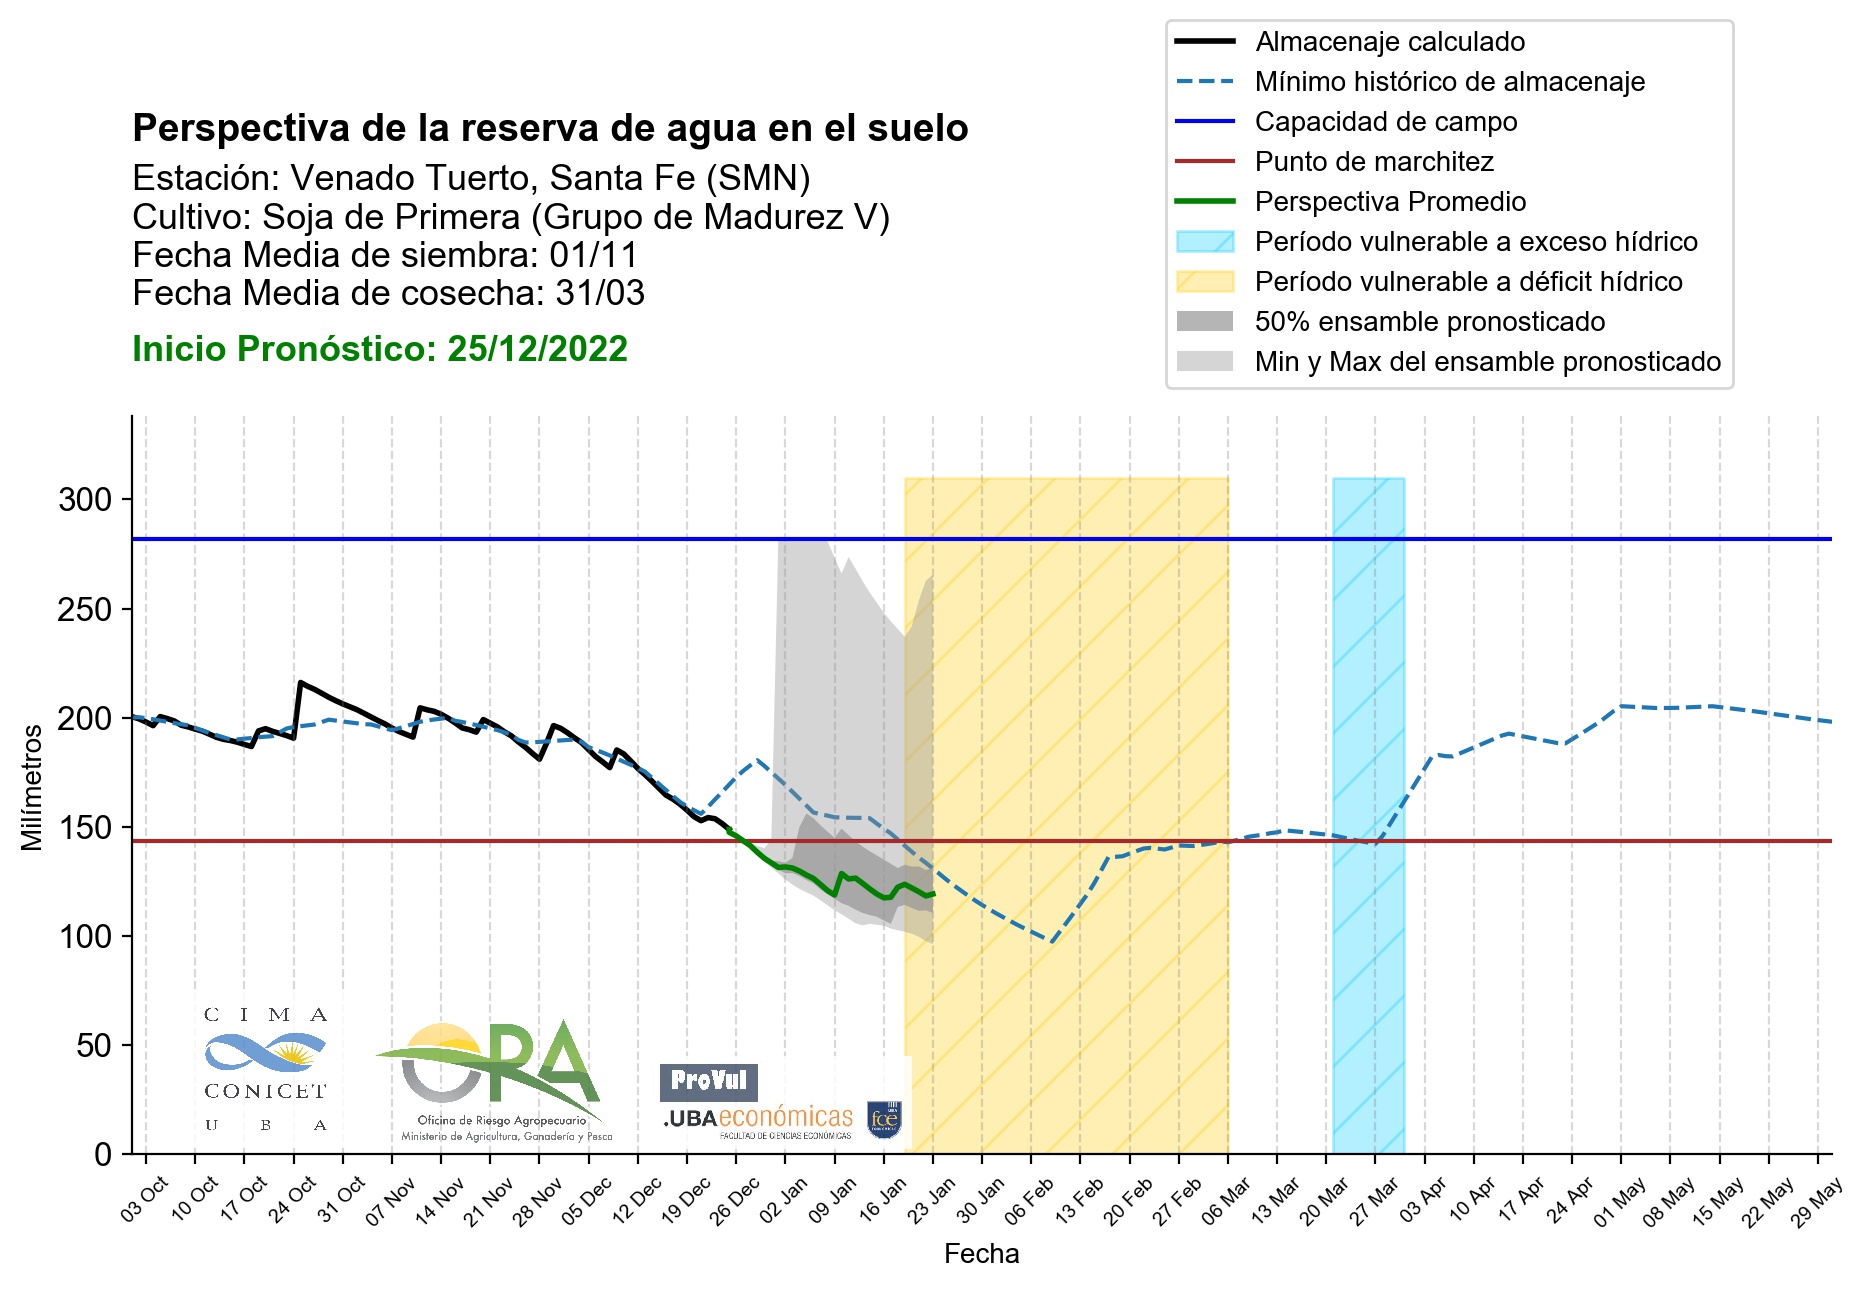 Almacenaje calculado
Mínimo histórico de almacenaje
Capacidad de campo
Punto de marchitez
Perspectiva Promedio
Período vulnerable a exceso hídrico
Período vulnerable a déficit hídrico
50% ensamble pronosticado
Min y Max del ensamble pronosticado
Perspectiva de la reserva de agua en el suelo
Estación: Venado Tuerto, Santa Fe (SMN)
Cultivo: Soja de Primera (Grupo de Madurez V)
Fecha Media de siembra: 01/11
Fecha Media de cosecha: 31/03
Inicio Pronóstico: 25/12/2022
Milímetros
300
250
200
150
100
50
0
CIMA
CONICET
UBA
ORA
Oficina de Riesgo Agropecuario
Ministerio de Agricultura, Ganadería y Pesca
ProVul
.UBAeconómicas
FACULTAD DE CIENCIAS ECONÓMICAS
UBA
fce
ECONÓMICAS
03 Oct
10 Oct
17 Oct
24 Oct
31 Oct
07 Nov
14 Nov
21 Nov
28 Nov
05 Dec
12 Dec
19 Dec
26 Dec
02 Jan
09 Jan
16 Jan
23 Jan
30 Jan
06 Feb
13 Feb
20 Feb
27 Feb
06 Mar
13 Mar
20 Mar
27 Mar
03 Apr
10 Apr
17 Apr
24 Apr
01 May
08 May
15 May
22 May
29 May
Fecha